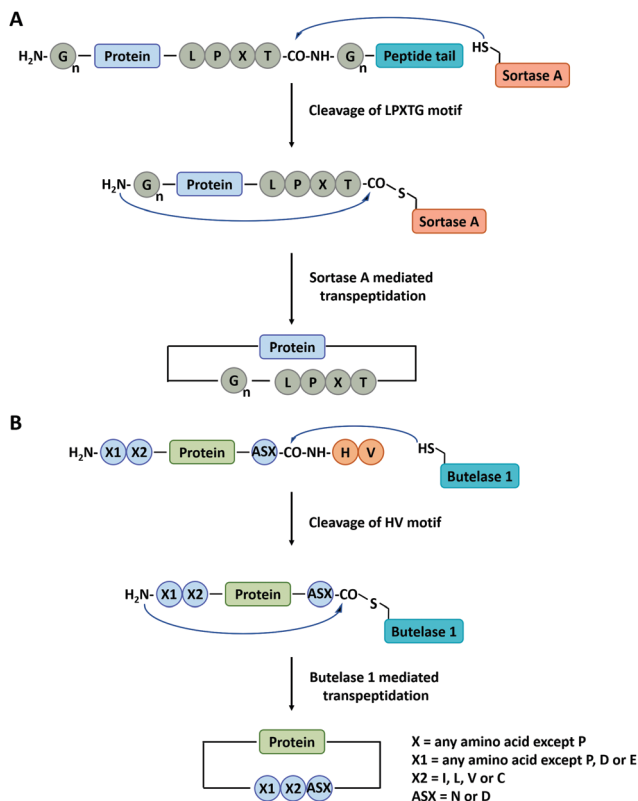 A
H₂N- G n Protein L P X T -CO-NH- G n Peptide tail HS Sortase A
Cleavage of LPXTG motif
H₂N- G n Protein L P X T -CO S Sortase A
Sortase A mediated
transpeptidation
Protein
G n L P X T
B
H₂N- X1 X2 Protein ASX -CO-NH- H V HS Butelase 1
Cleavage of HV motif
H₂N- X1 X2 Protein ASX -CO S Butelase 1
Butelase 1 mediated
transpeptidation
Protein
X1 X2 ASX
X = any amino acid except P
X1 = any amino acid except P, D or E
X2 = I, L, V or C
ASX = N or D